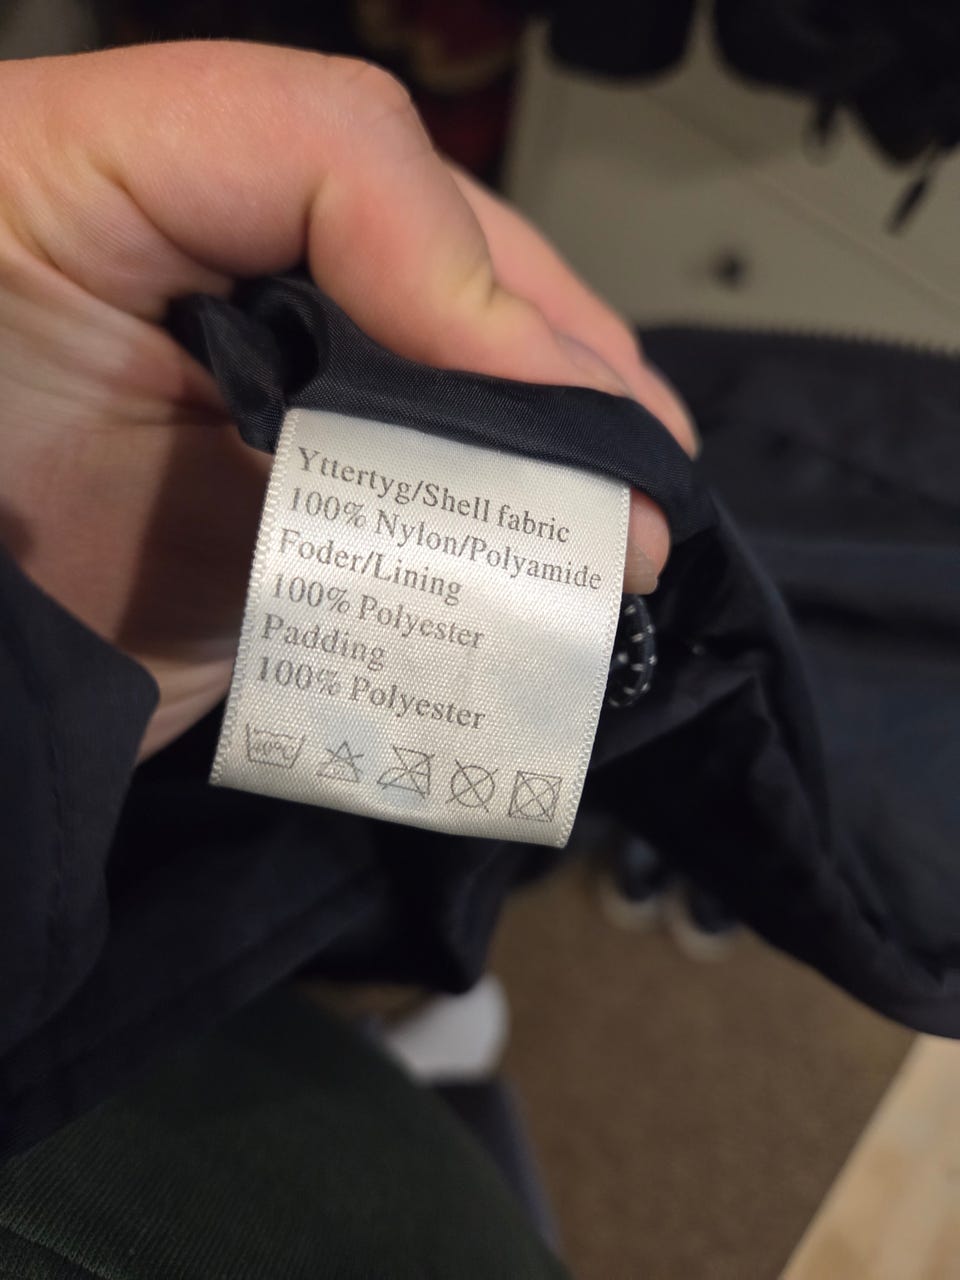 Yttertyg/Shell fabric
100% Nylon/Polyamide
Foder/Lining
100% Polyester
Padding
100% Polyester
40°C